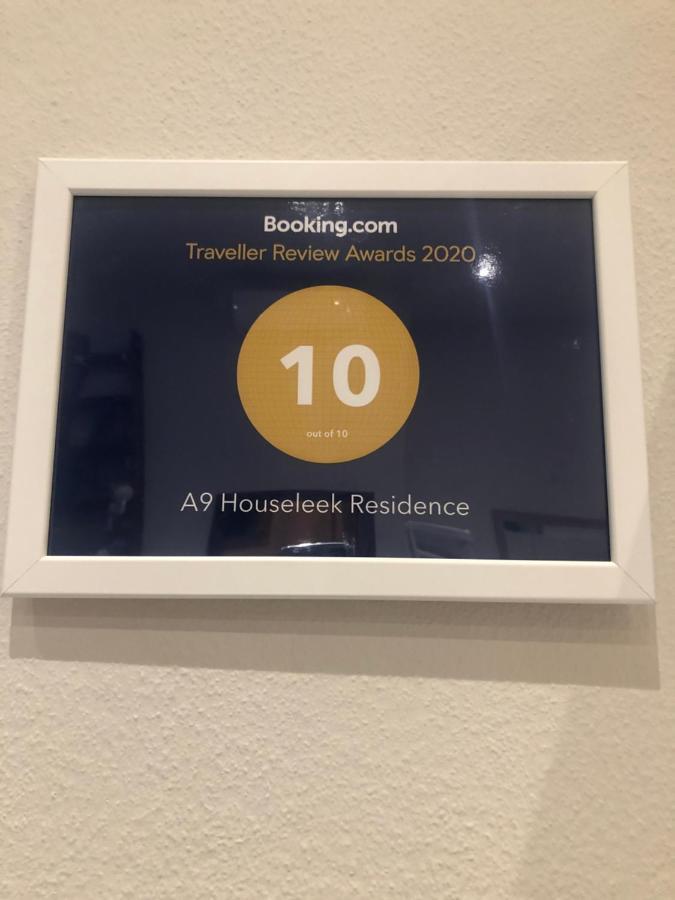 Booking.com
Traveller Review Awards 2020
10
out of 10
A9 Houseleek Residence